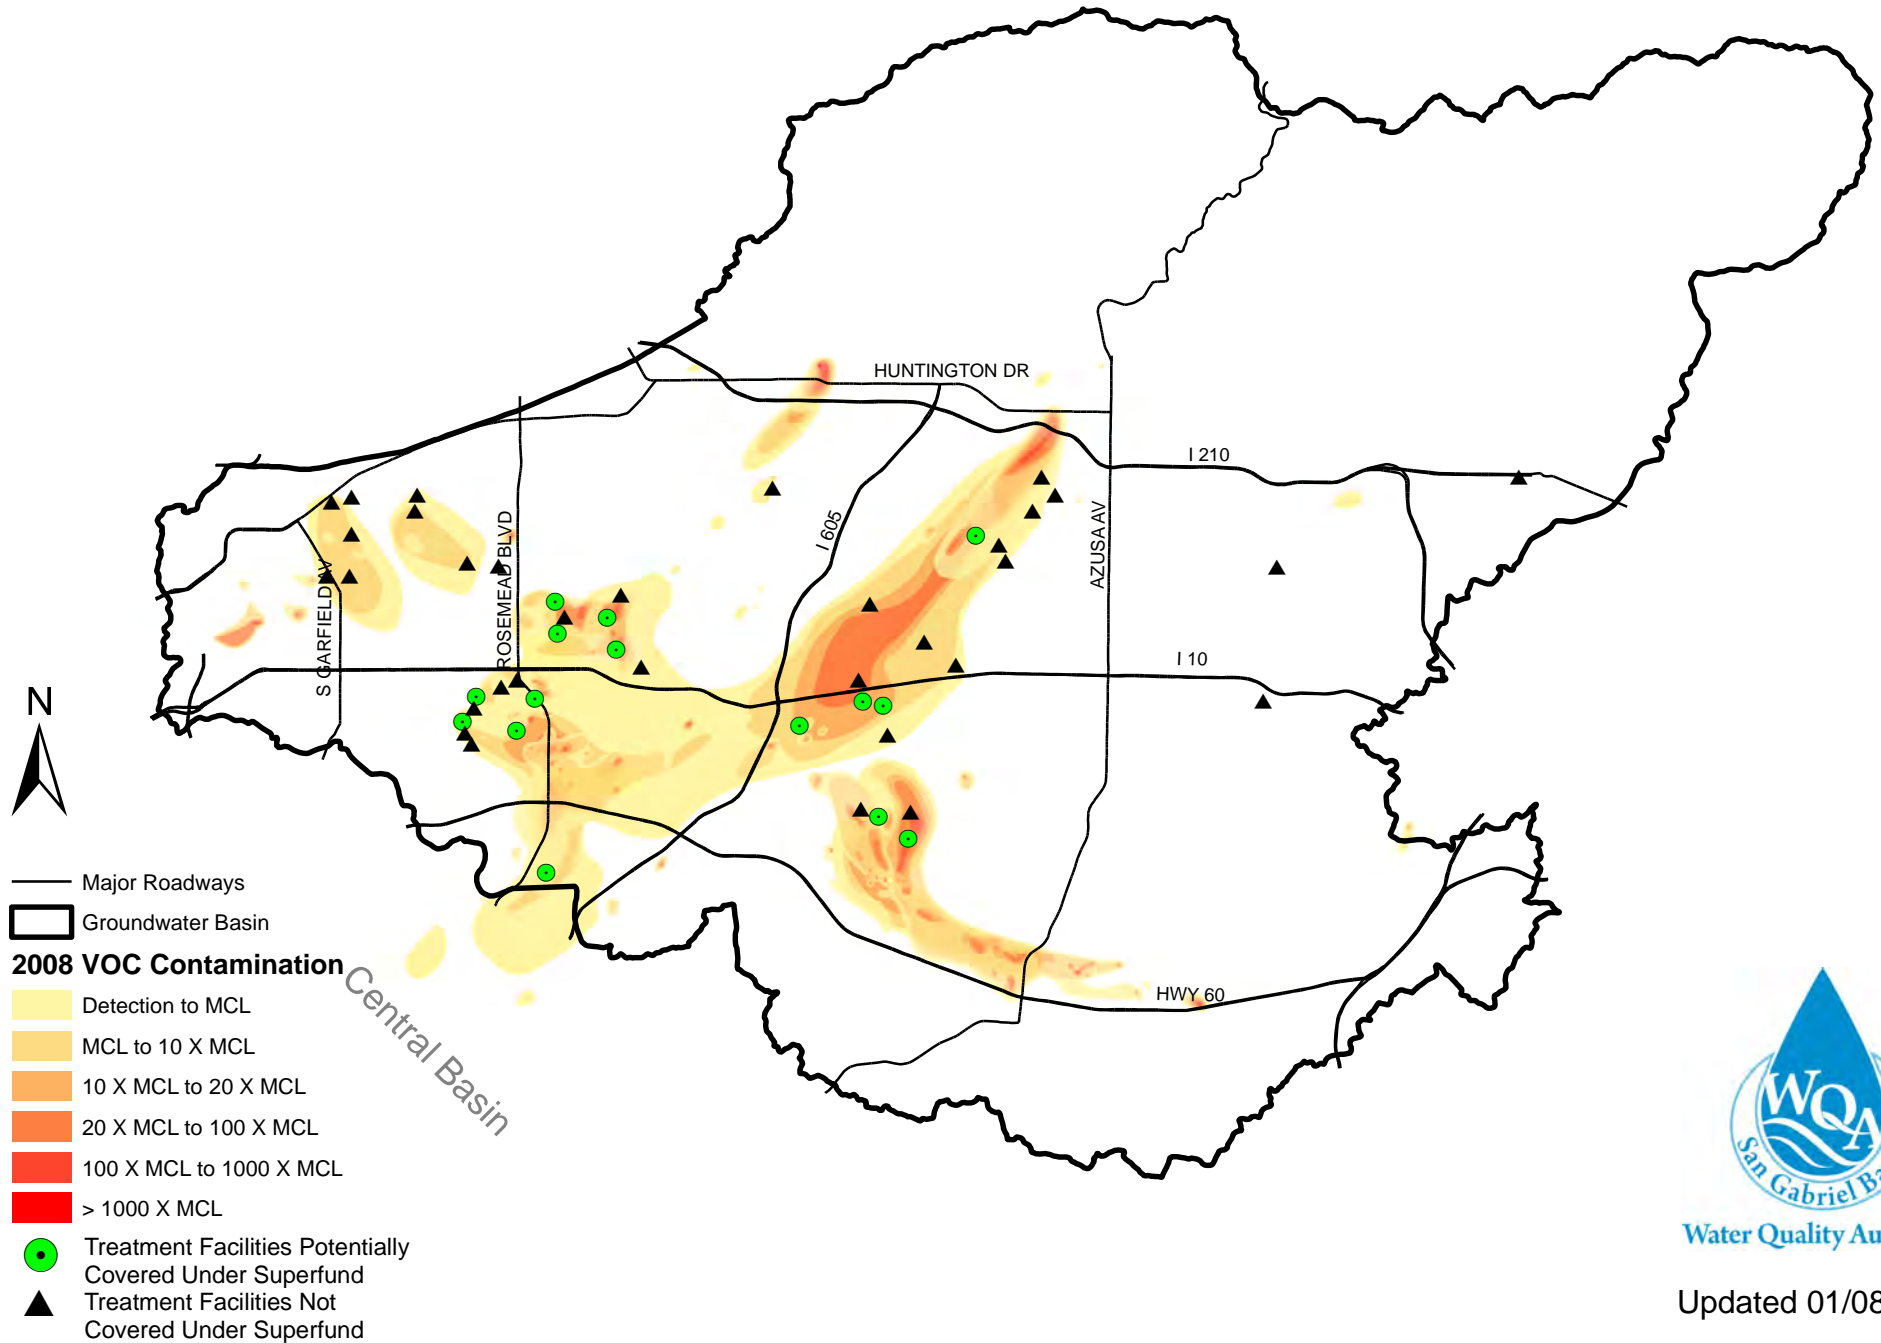 HUNTINGTON DR
I 210
I 605
AZUSA AV
ROSEMEAD BLVD
S GARFIELD AV
I 10
N
HWY 60
Central Basin
Major Roadways
Groundwater Basin
2008 VOC Contamination
Detection to MCL
MCL to 10 X MCL
10 X MCL to 20 X MCL
20 X MCL to 100 X MCL
100 X MCL to 1000 X MCL
> 1000 X MCL
Treatment Facilities Potentially
Covered Under Superfund
Treatment Facilities Not
Covered Under Superfund
WQA
San Gabriel Ba
Water Quality Au
Updated 01/08